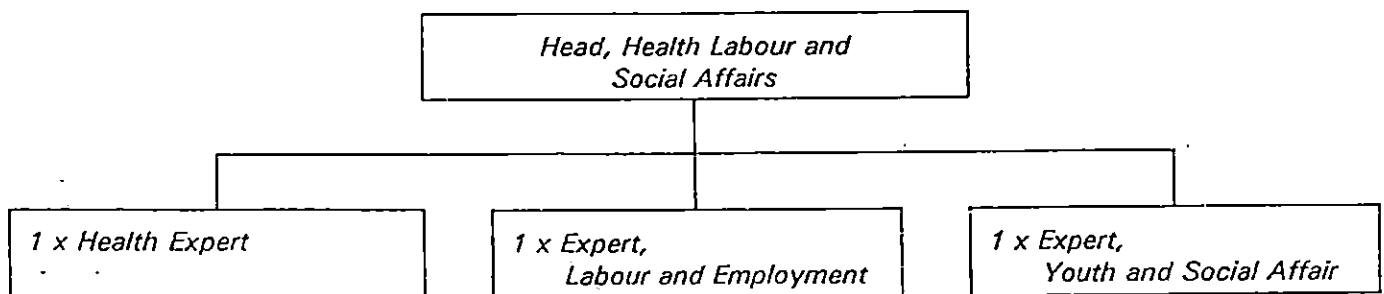 Head, Health Labour and
Social Affairs
1 x Health Expert
1 x Expert,
Labour and Employment
1 x Expert,
Youth and Social Affair